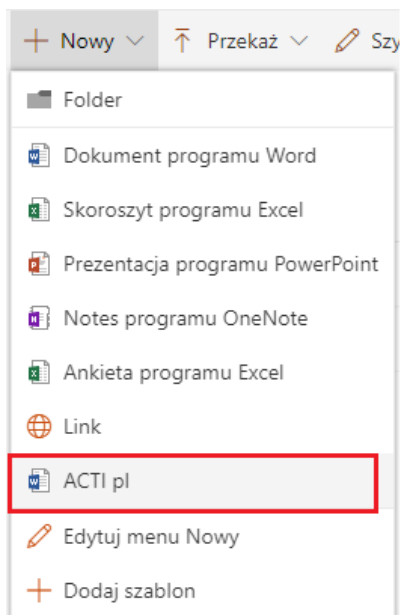 Nowy Przekaż Szy
Folder
Dokument programu Word
Skoroszyt programu Excel
Prezentacja programu PowerPoint
Notes programu OneNote
Ankieta programu Excel
Link
ACTI pl
Edytuj menu Nowy
Dodaj szablon